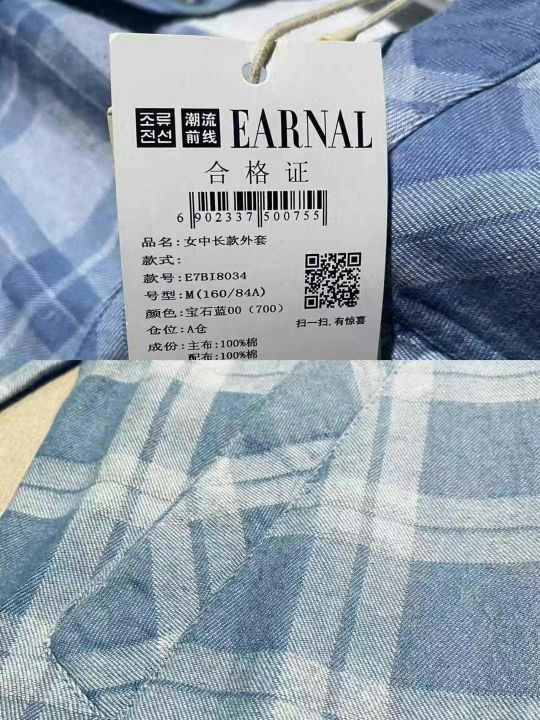 조류 潮流 EARNAL
전선 前线
合格证
6 902337 500755
品名:女中长款外套
款式:
款号:E7BI8034
号型:M(160/84A)
颜色:宝石蓝00(700)
仓位:A仓
成份:主布:100%棉
配布:100%棉
扫一扫,有惊喜